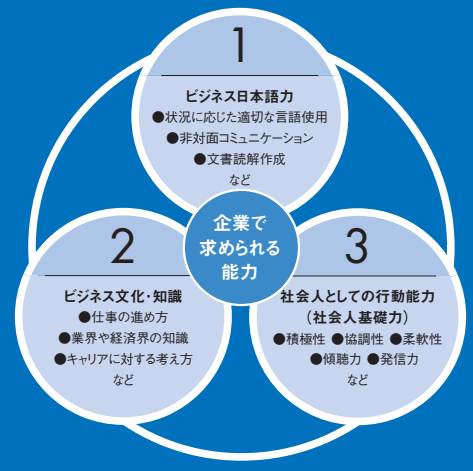 1
ビジネス日本語力
●状況に応じた適切な言語使用
●非対面コミュニケーション
●文書読解作成
など
企業で
求められる
能力
2
ビジネス文化・知識
●仕事の進め方
●業界や経済界の知識
●キャリアに対する考え方
など
3
社会人としての行動能力
(社会人基礎力)
●積極性 ●協調性 ●柔軟性
●傾聴力 ●発信力
など